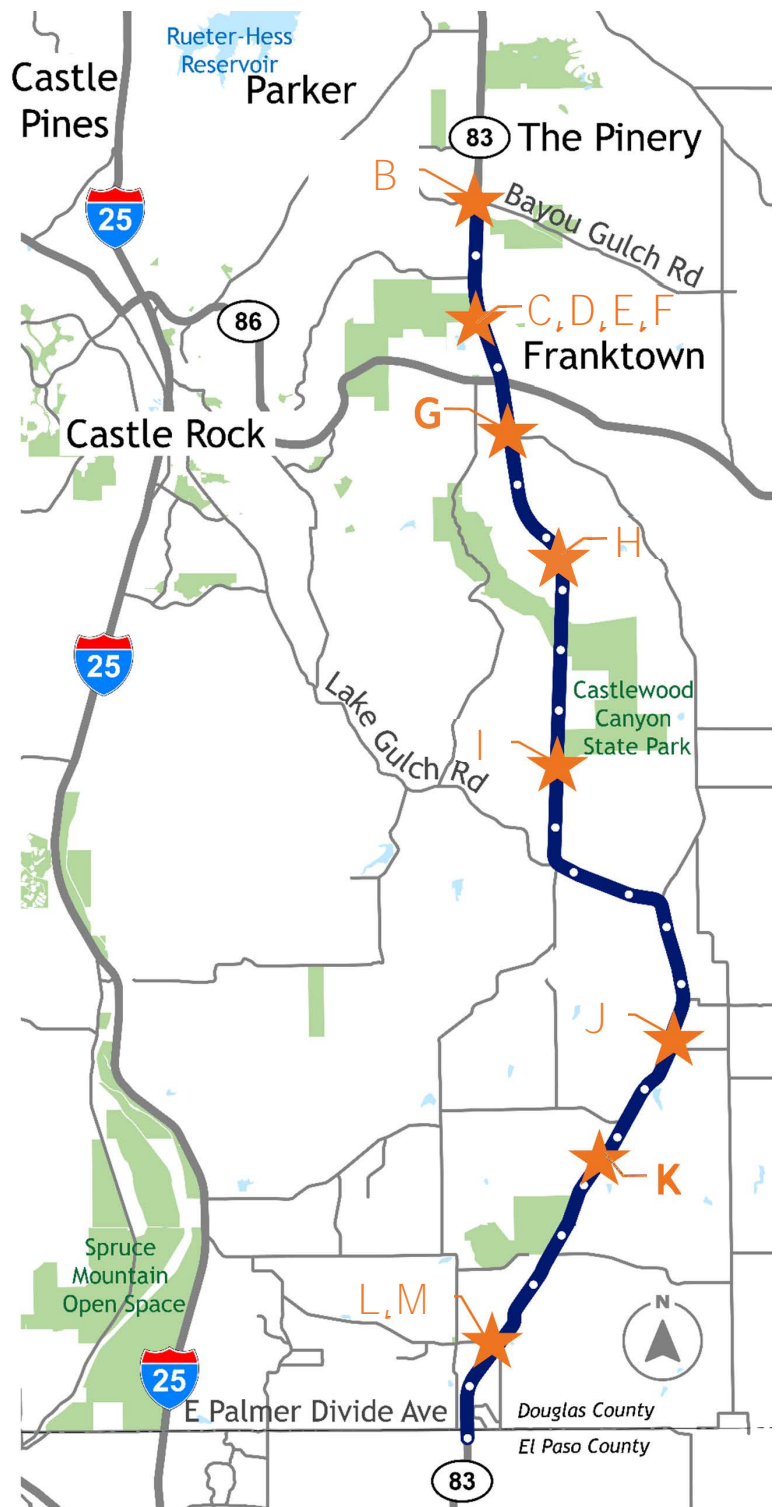 Rueter-Hess
Reservoir
Castle
Pines
Parker
83
The Pinery
B
25
Bayou Gulch Rd
86
C, D, E, F
Franktown
G
Castle Rock
H
25
Lake Gulch Rd
Castlewood
Canyon
State Park
I
J
K
Spruce
Mountain
Open Space
L, M
N
25
E Palmer Divide Ave
Douglas County
El Paso County
83